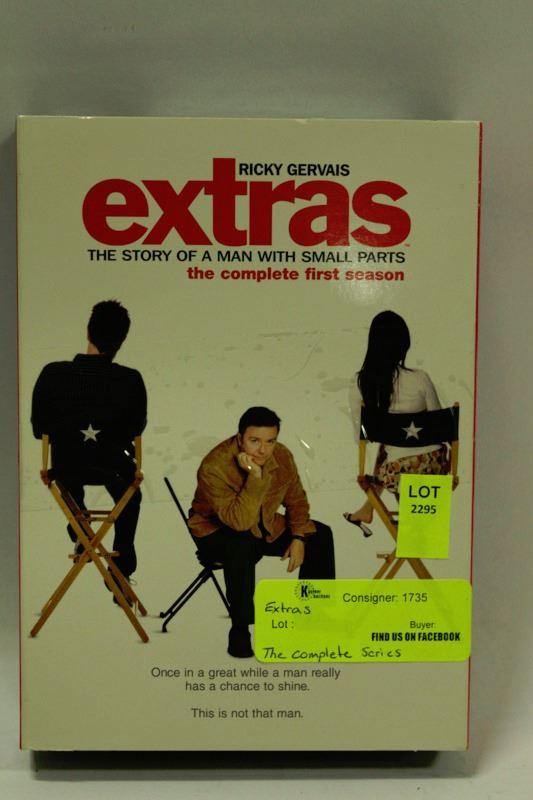 RICKY GERVAIS
extras
THE STORY OF A MAN WITH SMALL PARTS
the complete first season
LOT
2295
Consigner: 1735
Extras
Lot :
Buyer:
FIND US ON FACEBOOK
The Complete Series
Once in a great while a man really
has a chance to shine.
This is not that man.